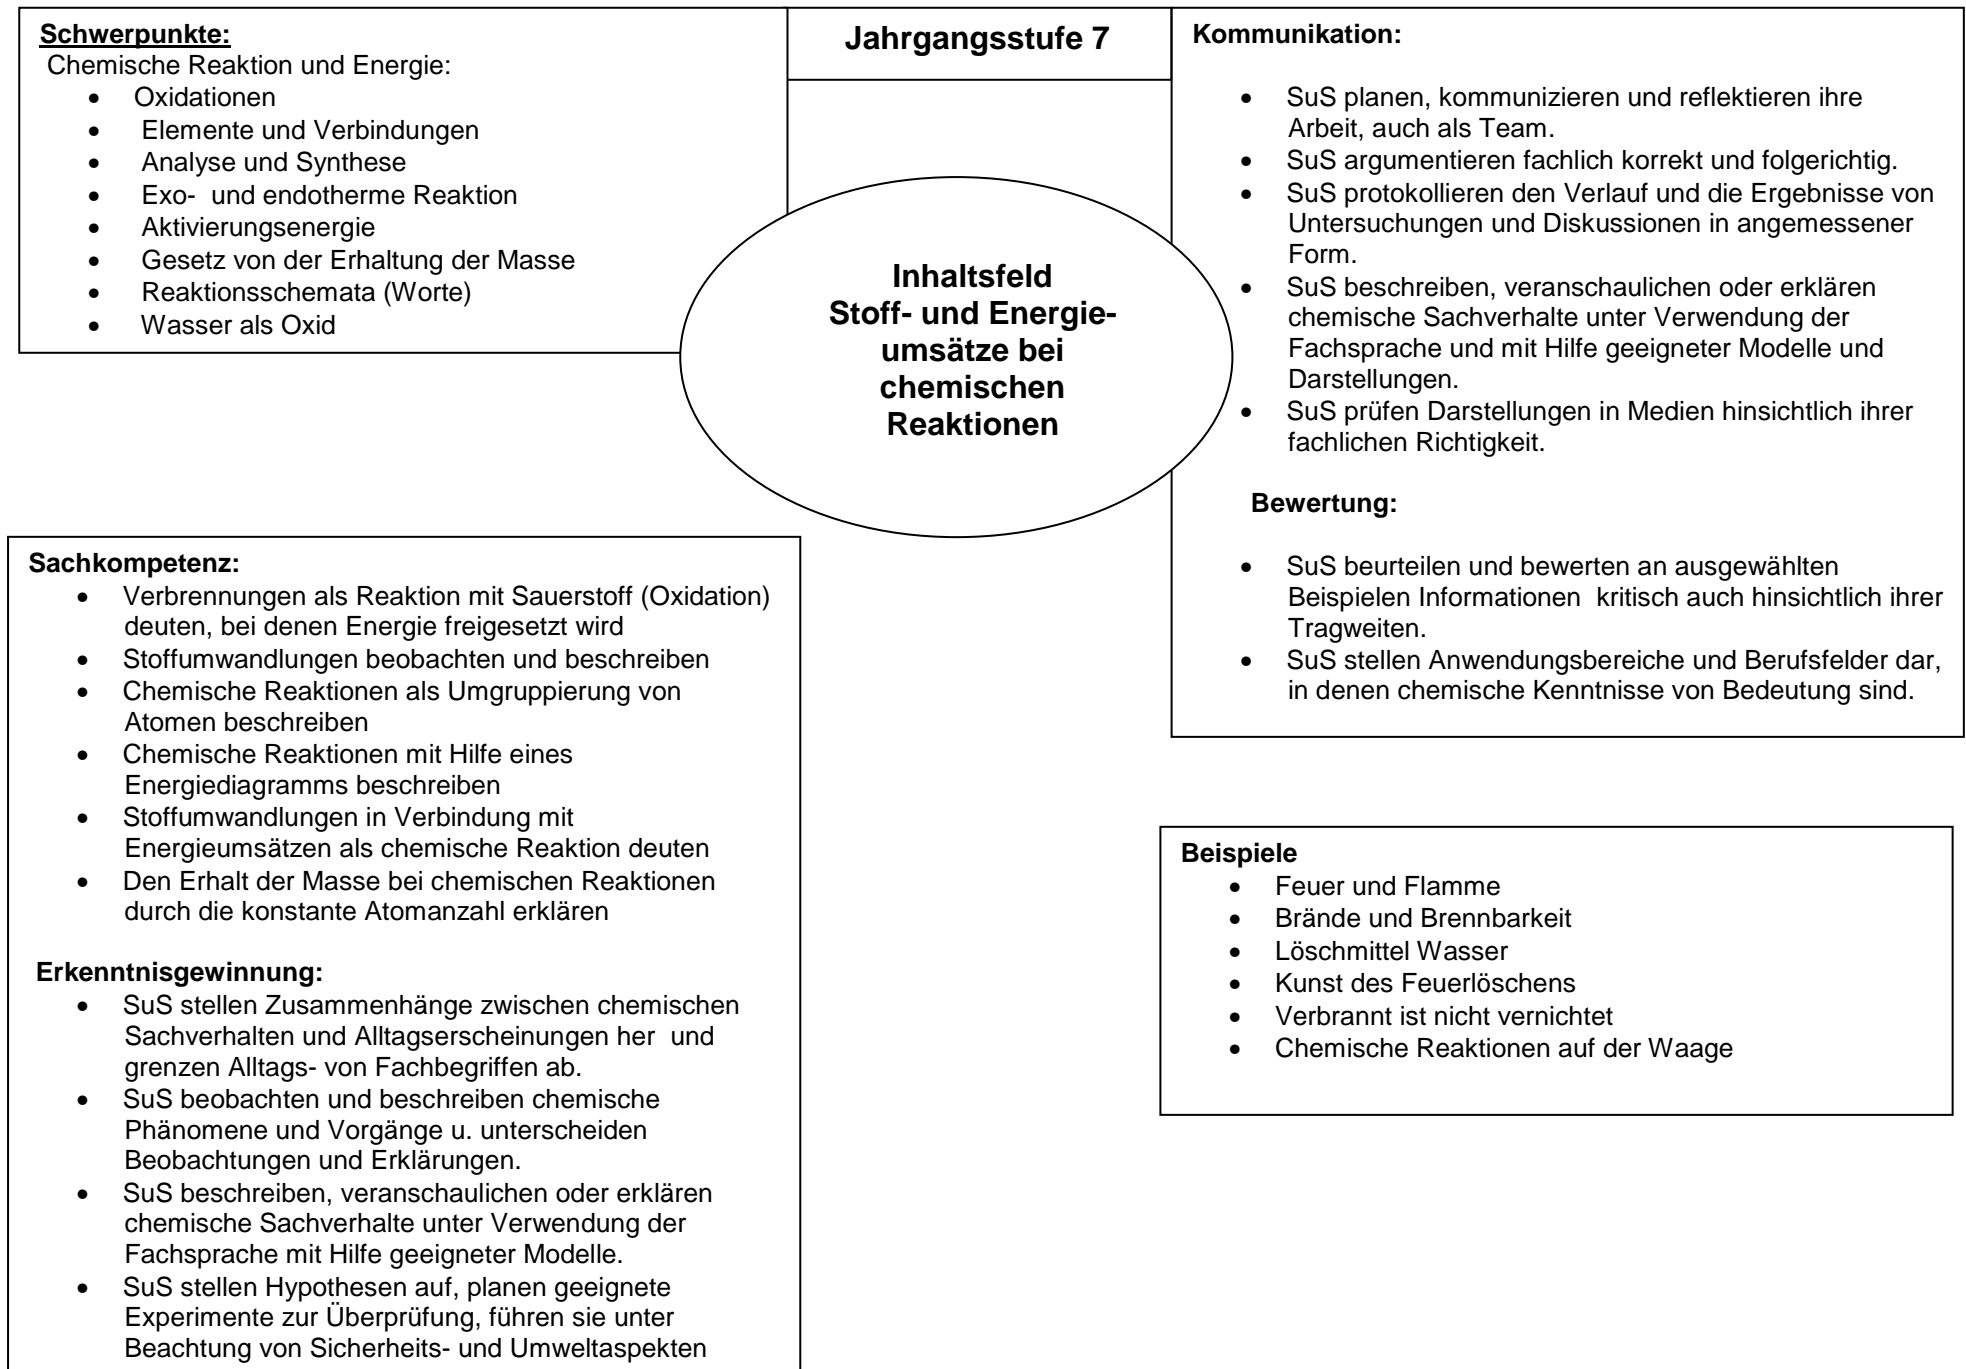 Schwerpunkte:
Chemische Reaktion und Energie:
• Oxidationen
• Elemente und Verbindungen
• Analyse und Synthese
• Exo- und endotherme Reaktion
• Aktivierungsenergie
• Gesetz von der Erhaltung der Masse
• Reaktionsschemata (Worte)
• Wasser als Oxid
Jahrgangsstufe 7
Inhaltsfeld
Stoff- und Energie-
umsätze bei
chemischen
Reaktionen
Kommunikation:
• SuS planen, kommunizieren und reflektieren ihre
Arbeit, auch als Team.
• SuS argumentieren fachlich korrekt und folgerichtig.
• SuS protokollieren den Verlauf und die Ergebnisse von
Untersuchungen und Diskussionen in angemessener
Form.
• SuS beschreiben, veranschaulichen oder erklären
chemische Sachverhalte unter Verwendung der
Fachsprache und mit Hilfe geeigneter Modelle und
Darstellungen.
• SuS prüfen Darstellungen in Medien hinsichtlich ihrer
fachlichen Richtigkeit.
Bewertung:
• SuS beurteilen und bewerten an ausgewählten
Beispielen Informationen kritisch auch hinsichtlich ihrer
Tragweiten.
• SuS stellen Anwendungsbereiche und Berufsfelder dar,
in denen chemische Kenntnisse von Bedeutung sind.
Sachkompetenz:
• Verbrennungen als Reaktion mit Sauerstoff (Oxidation)
deuten, bei denen Energie freigesetzt wird
• Stoffumwandlungen beobachten und beschreiben
• Chemische Reaktionen als Umgruppierung von
Atomen beschreiben
• Chemische Reaktionen mit Hilfe eines
Energiediagramms beschreiben
• Stoffumwandlungen in Verbindung mit
Energieumsätzen als chemische Reaktion deuten
• Den Erhalt der Masse bei chemischen Reaktionen
durch die konstante Atomanzahl erklären
Erkenntnisgewinnung:
• SuS stellen Zusammenhänge zwischen chemischen
Sachverhalten und Alltagserscheinungen her und
grenzen Alltags- von Fachbegriffen ab.
• SuS beobachten und beschreiben chemische
Phänomene und Vorgänge u. unterscheiden
Beobachtungen und Erklärungen.
• SuS beschreiben, veranschaulichen oder erklären
chemische Sachverhalte unter Verwendung der
Fachsprache mit Hilfe geeigneter Modelle.
• SuS stellen Hypothesen auf, planen geeignete
Experimente zur Überprüfung, führen sie unter
Beachtung von Sicherheits- und Umweltaspekten
Beispiele
• Feuer und Flamme
• Brände und Brennbarkeit
• Löschmittel Wasser
• Kunst des Feuerlöschens
• Verbrannt ist nicht vernichtet
• Chemische Reaktionen auf der Waage